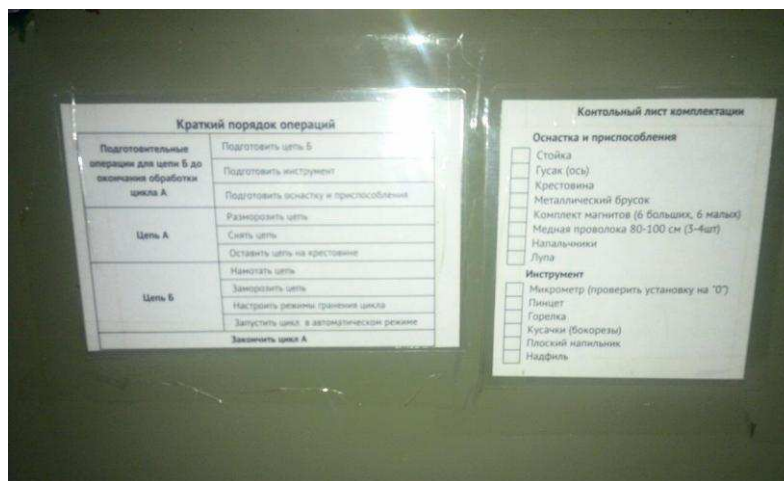 Краткий порядок операций
Подготовительные
операции для цепи Б до
окончания обработки
цикла А
Подготовить цепь Б
Подготовить инструмент
Подготовить оснастку и приспособления
Цепь А
Разморозить цепь
Снять цепь
Оставить цепь на крестовине
Цепь Б
Намотать цепь
Заморозить цепь
Настроить режимы гранения цикла
Запустить цикл в автоматическом режиме
Закончить цикл А
Контольный лист комплектации
Оснастка и приспособления
Стойка
Гусак (ось)
Крестовина
Металлический брусок
Комплект магнитов (6 больших, 6 малых)
Медная проволока 80-100 см (3-4шт)
Напальчники
Лупа
Инструмент
Микрометр (проверить установку на "0")
Пинцет
Горелка
Кусачки (бокорезы)
Плоский напильник
Надфиль